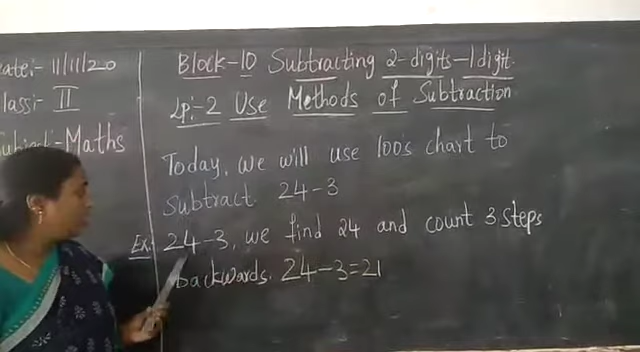 ate:- 11/11/20
lass:- II
Subject:- Maths
Block-10 Subtracting 2-digits-1digit.
Lp:-2 Use Methods of Subtraction
Today, we will use 100's chart to
subtract 24-3
Ex:- 24-3, we find 24 and count 3 steps
backwards. 24-3=21